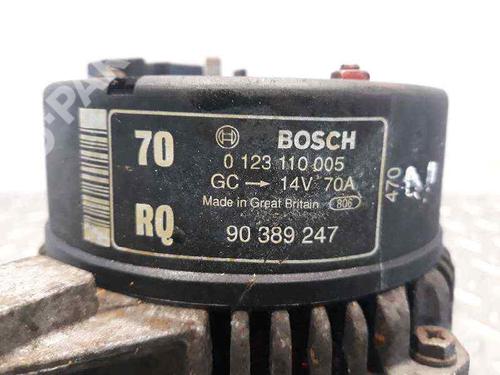 70
BOSCH
0 123 110 005
GC → 14V 70A
Made in Great Britain 806
RQ
90 389 247
470